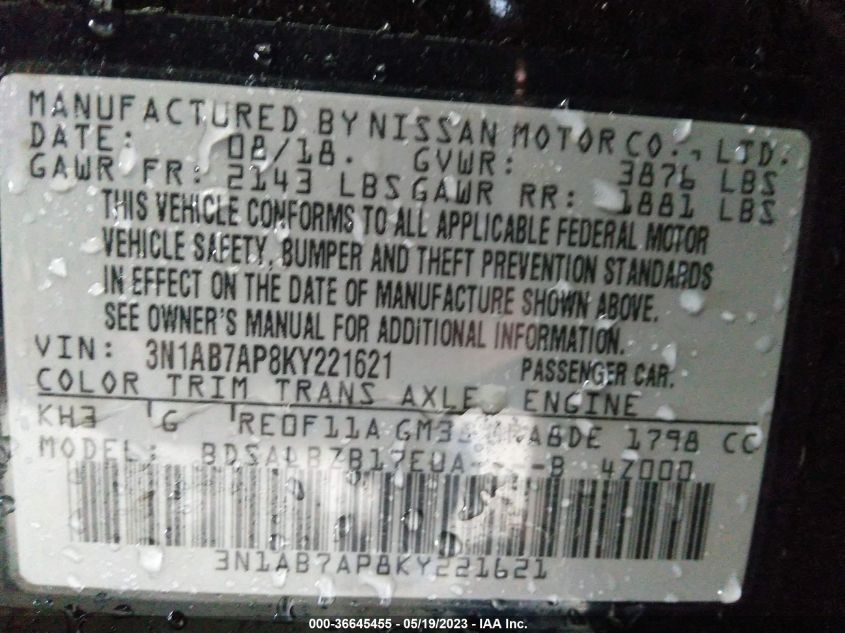 MANUFACTURED BY NISSAN MOTOR CO., LTD.
DATE: 08/18. GVWR: 3876 LBS
GAWR FR: 2143 LBS GAWR RR: 1881 LBS
THIS VEHICLE CONFORMS TO ALL APPLICABLE FEDERAL MOTOR
VEHICLE SAFETY, BUMPER AND THEFT PREVENTION STANDARDS
IN EFFECT ON THE DATE OF MANUFACTURE SHOWN ABOVE.
SEE OWNER'S MANUAL FOR ADDITIONAL INFORMATION.
VIN: 3N1AB7AP8KY221621 PASSENGER CAR.
COLOR TRIM TRANS AXLE ENGINE
KH3 G RE0F11A 1798 CC
MODEL: 4Z000
3N1AB7AP8KY221621
000-36645455 - 05/19/2023 - IAA Inc.